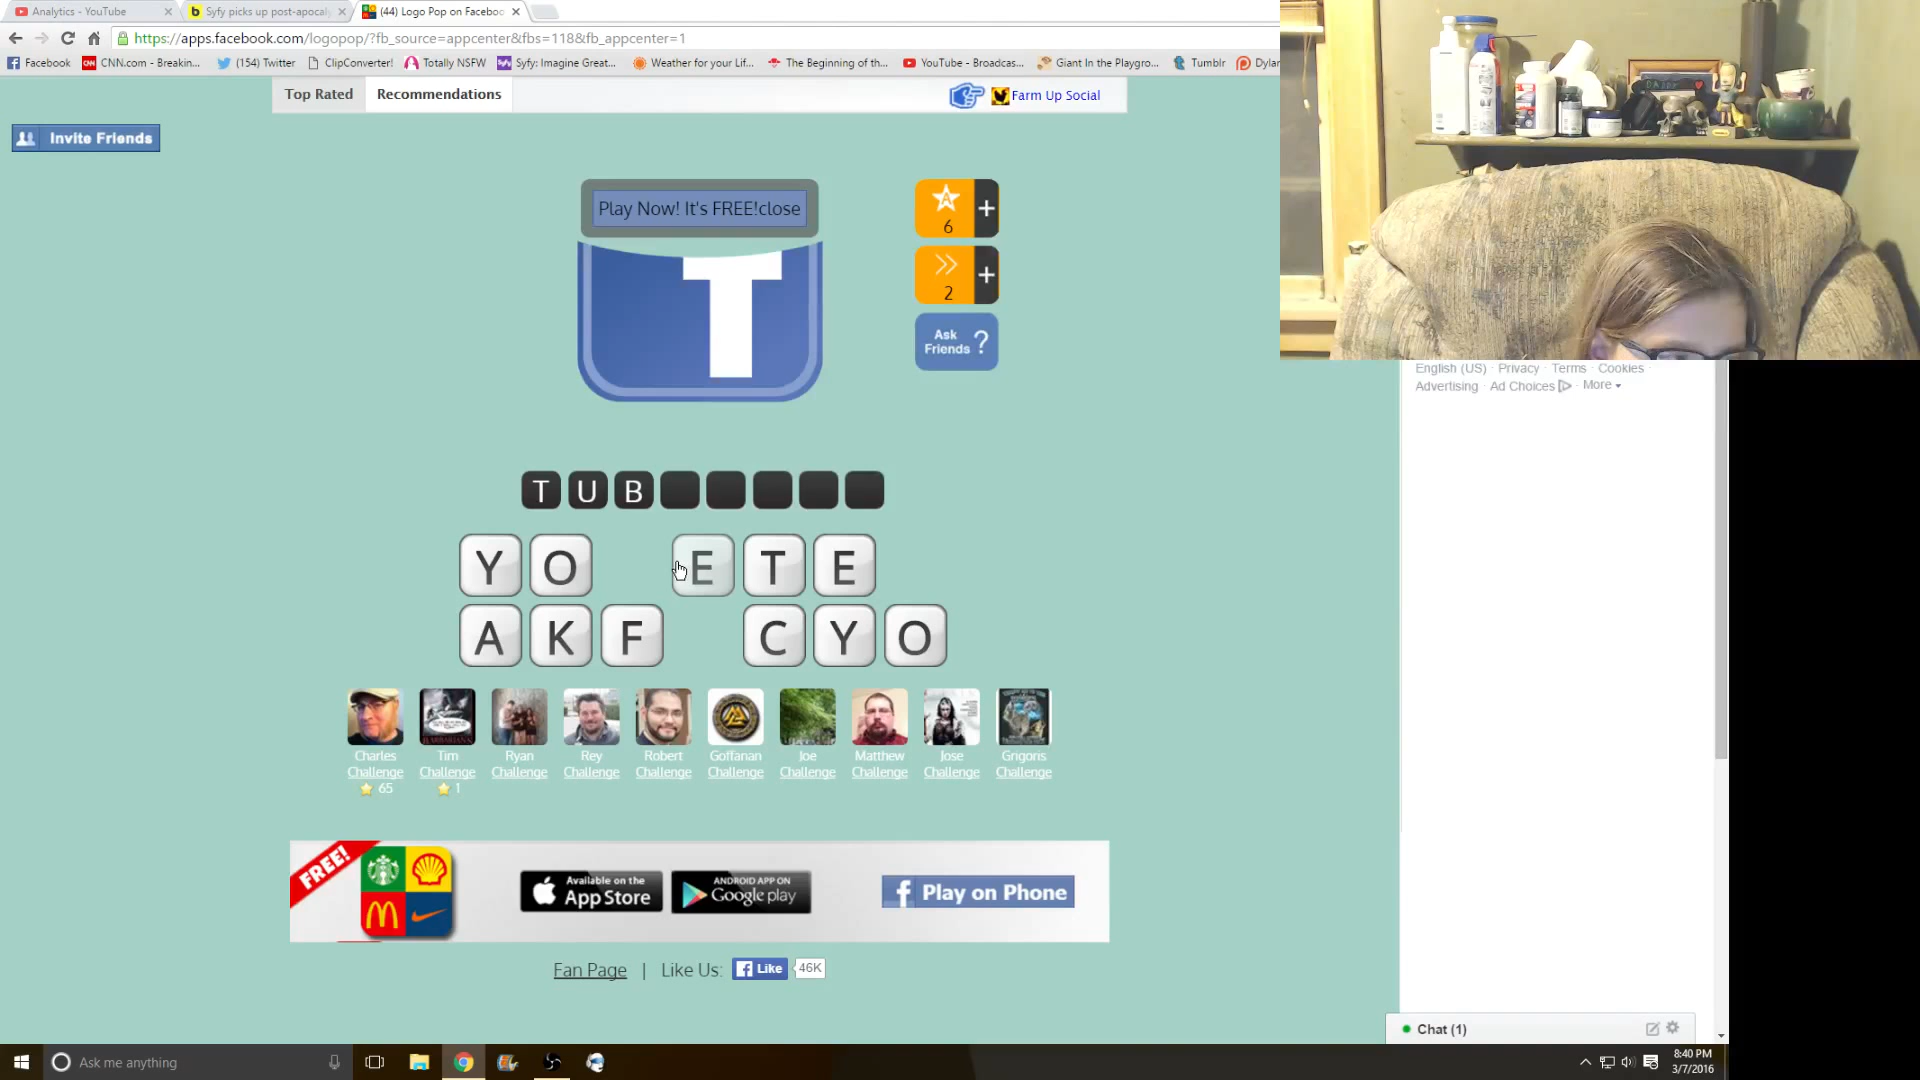 Analytics - YouTube
Syfy picks up post-apocal
(44) Logo Pop on Faceboo
https://apps.facebook.com/logopop/?fb_source=appcenter&fbs=118&fb_appcenter=1
Facebook
CNN.com - Breakin...
(154) Twitter
ClipConverter!
Totally NSFW
Syfy: Imagine Great...
Weather for your Lif...
The Beginning of th...
YouTube - Broadcas...
Giant In the Playgro...
Tumblr
Dylar
Top Rated
Recommendations
Farm Up Social
Invite Friends
Play Now! It's FREE!close
6
+
2
+
Ask Friends ?
T
T U B
Y O E T E
A K F C Y O
Charles Tim Ryan Rey Robert Goffanan Joe Matthew Jose Grigoris
Challenge Challenge Challenge Challenge Challenge Challenge Challenge Challenge Challenge Challenge
65 1
FREE!
Available on the
App Store
ANDROID APP ON
Google play
f Play on Phone
Fan Page | Like Us: Like 46K
English (US) · Privacy · Terms · Cookies ·
Advertising · Ad Choices · More
Chat (1)
Ask me anything
8:40 PM
3/7/2016